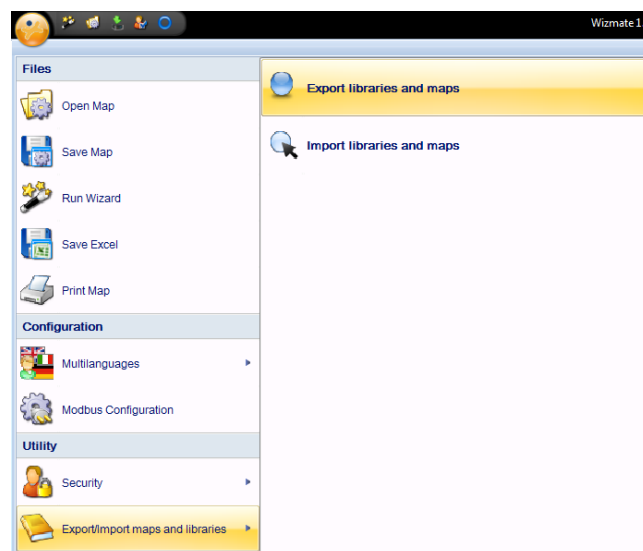 Wizmate 1
Files
Open Map
Save Map
Run Wizard
Save Excel
Print Map
Configuration
Multilanguages
Modbus Configuration
Utility
Security
Export/Import maps and libraries
Export libraries and maps
Import libraries and maps